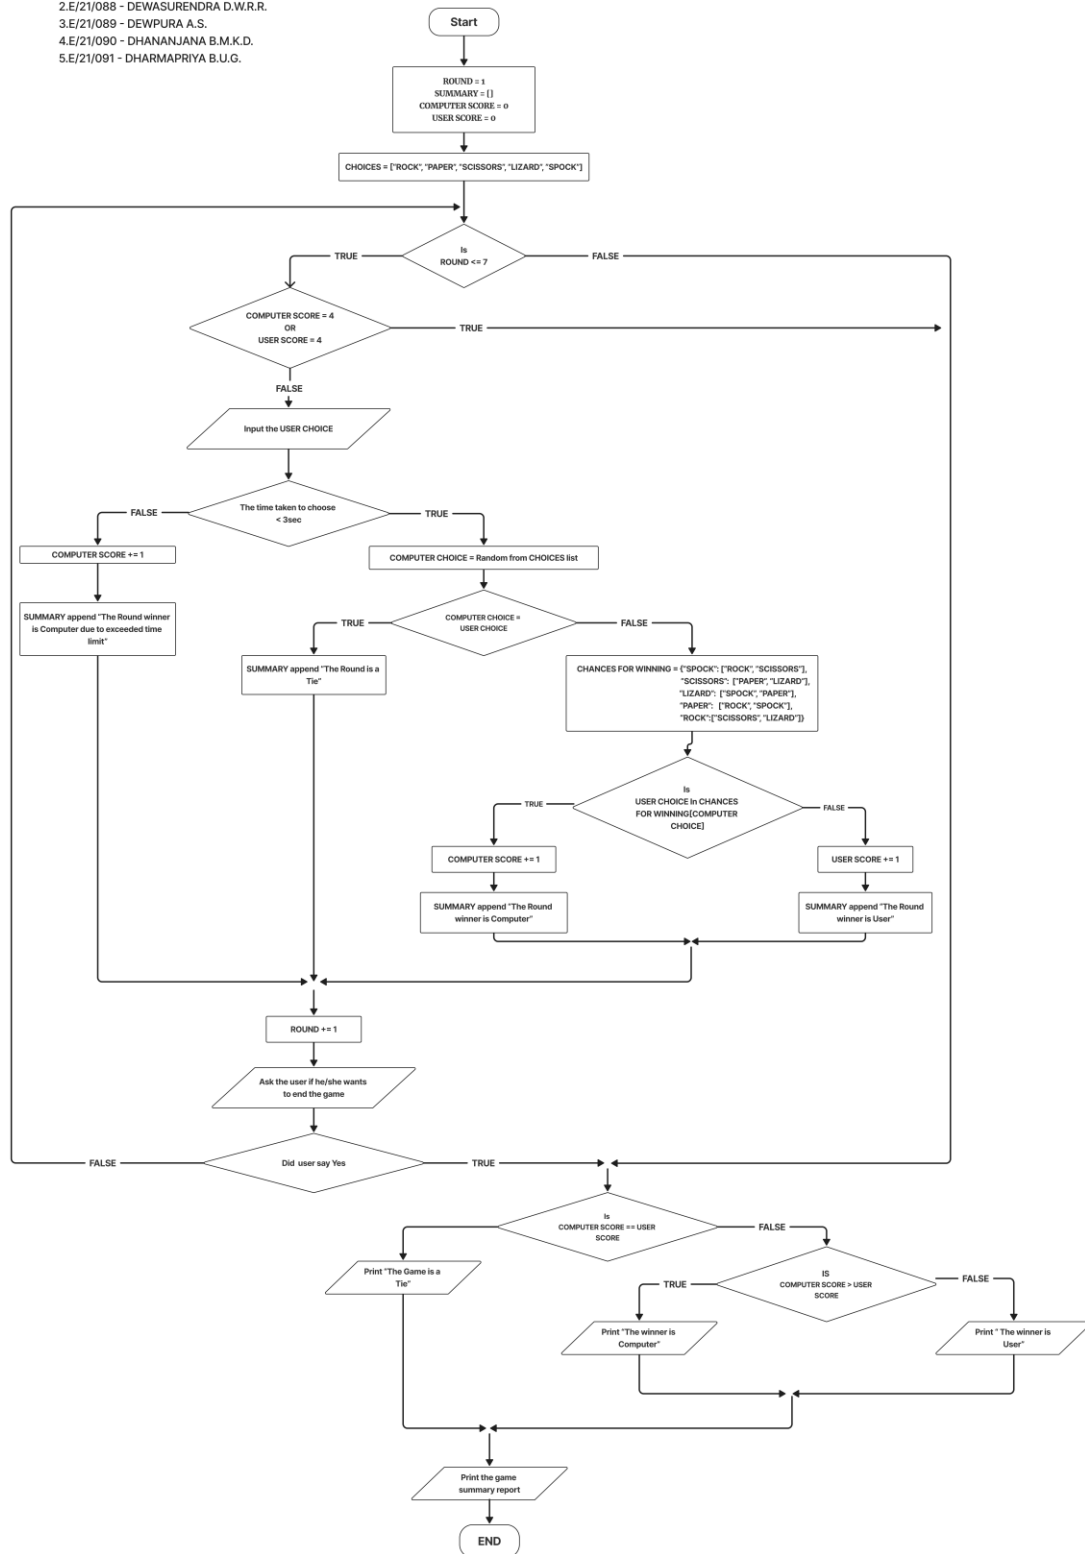 2.E/21/088 - DEWASURENDRA D.W.R.R.
3.E/21/089 - DEWPURA A.S.
4.E/21/090 - DHANANJANA B.M.K.D.
5.E/21/091 - DHARMAPRIYA B.U.G.
Start
ROUND = 1
SUMMARY = []
COMPUTER SCORE = 0
USER SCORE = 0
CHOICES = ["ROCK", "PAPER", "SCISSORS", "LIZARD", "SPOCK"]
Is
ROUND <= 7
TRUE
FALSE
COMPUTER SCORE = 4
OR
USER SCORE = 4
TRUE
FALSE
Input the USER CHOICE
The time taken to choose
< 3sec
FALSE
TRUE
COMPUTER SCORE += 1
COMPUTER CHOICE = Random from CHOICES list
SUMMARY append "The Round winner
is Computer due to exceeded time
limit"
COMPUTER CHOICE =
USER CHOICE
TRUE
FALSE
SUMMARY append "The Round is a
Tie"
CHANCES FOR WINNING = {"SPOCK": ["ROCK", "SCISSORS"],
"SCISSORS": ["PAPER", "LIZARD"],
"LIZARD": ["SPOCK", "PAPER"],
"PAPER": ["ROCK", "SPOCK"],
"ROCK":["SCISSORS", "LIZARD"]}
Is
USER CHOICE In CHANCES
FOR WINNING[COMPUTER
CHOICE]
TRUE
FALSE
COMPUTER SCORE += 1
USER SCORE += 1
SUMMARY append "The Round
winner is Computer"
SUMMARY append "The Round
winner is User"
ROUND += 1
Ask the user if he/she wants
to end the game
Did user say Yes
FALSE
TRUE
Is
COMPUTER SCORE == USER
SCORE
FALSE
Print "The Game is a
Tie"
IS
COMPUTER SCORE > USER
SCORE
TRUE
FALSE
Print "The winner is
Computer"
Print " The winner is
User"
Print the game
summary report
END